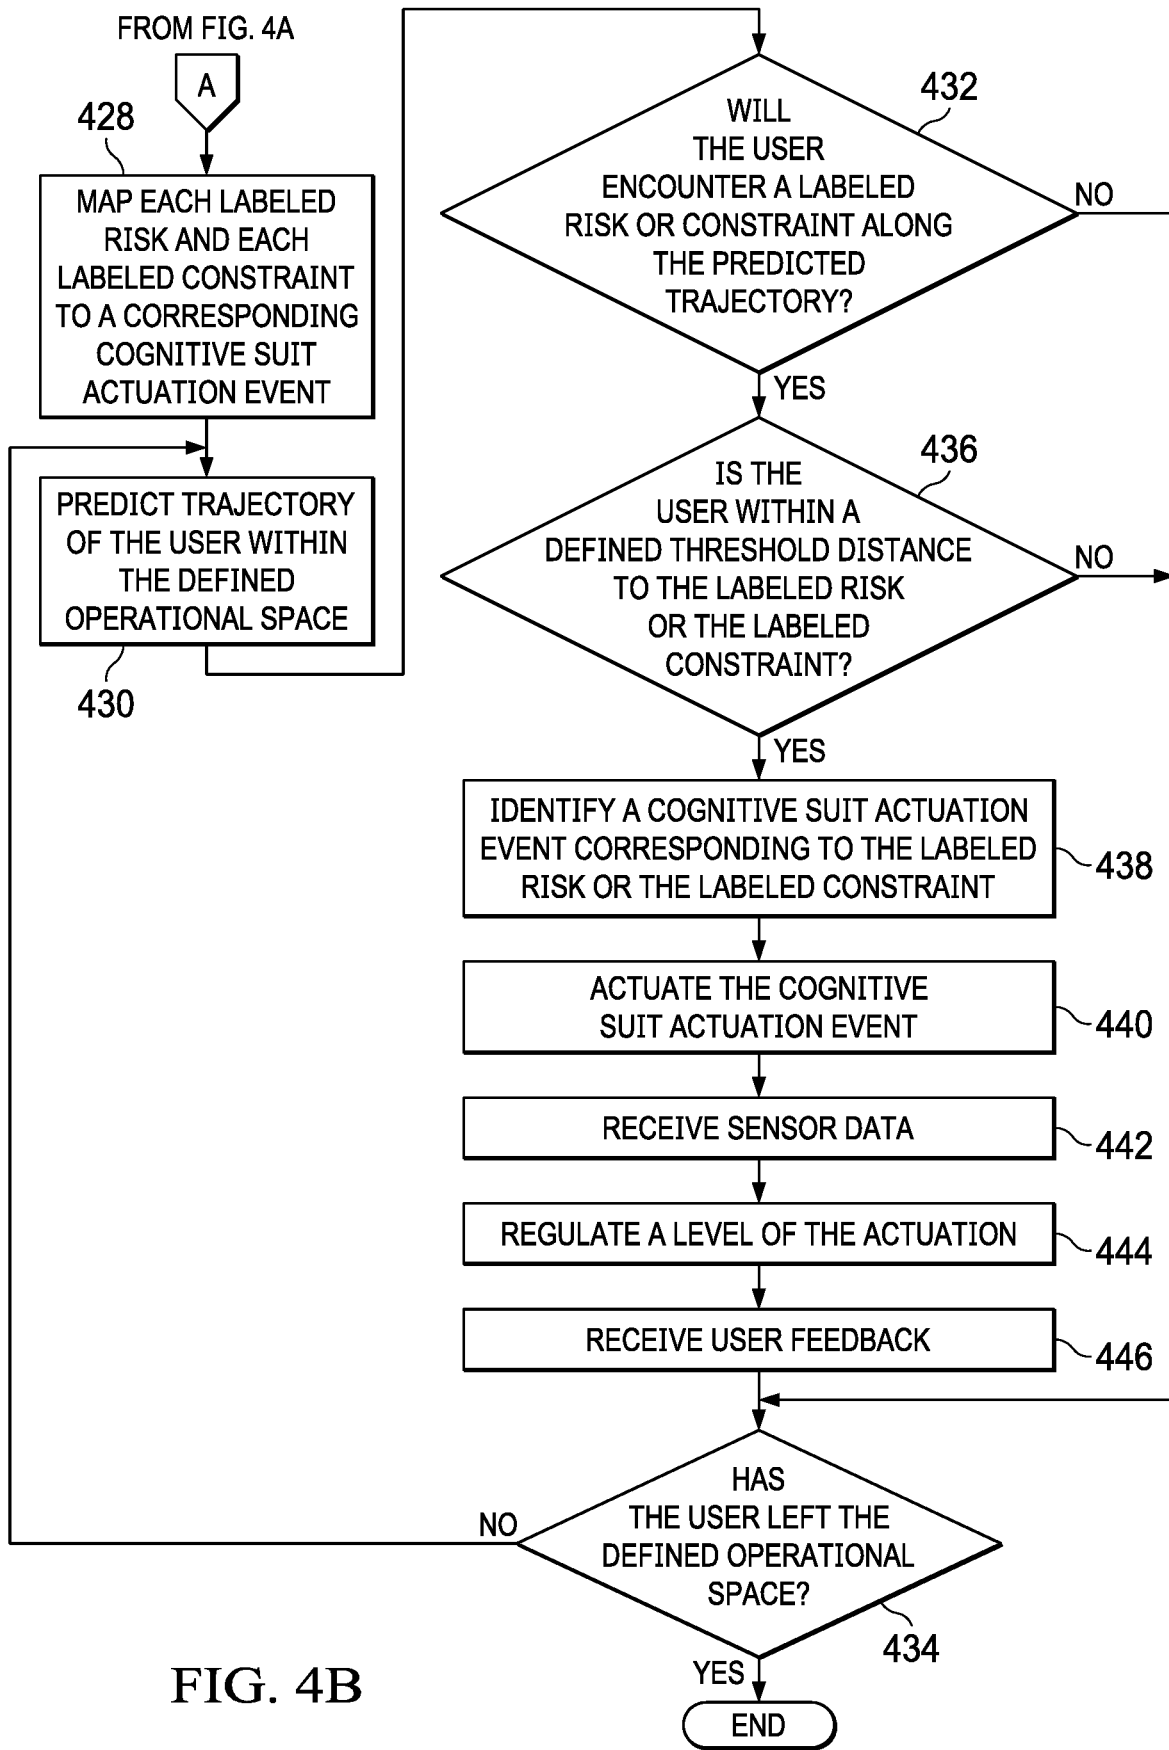 FROM FIG. 4A
A
428
MAP EACH LABELED
RISK AND EACH
LABELED CONSTRAINT
TO A CORRESPONDING
COGNITIVE SUIT
ACTUATION EVENT
PREDICT TRAJECTORY
OF THE USER WITHIN
THE DEFINED
OPERATIONAL SPACE
430
432
WILL
THE USER
ENCOUNTER A LABELED
RISK OR CONSTRAINT ALONG
THE PREDICTED
TRAJECTORY?
NO
YES
436
IS THE
USER WITHIN A
DEFINED THRESHOLD DISTANCE
TO THE LABELED RISK
OR THE LABELED
CONSTRAINT?
NO
YES
IDENTIFY A COGNITIVE SUIT ACTUATION
EVENT CORRESPONDING TO THE LABELED
RISK OR THE LABELED CONSTRAINT
438
ACTUATE THE COGNITIVE
SUIT ACTUATION EVENT
440
RECEIVE SENSOR DATA
442
REGULATE A LEVEL OF THE ACTUATION
444
RECEIVE USER FEEDBACK
446
HAS
THE USER LEFT THE
DEFINED OPERATIONAL
SPACE?
NO
434
YES
END
FIG. 4B